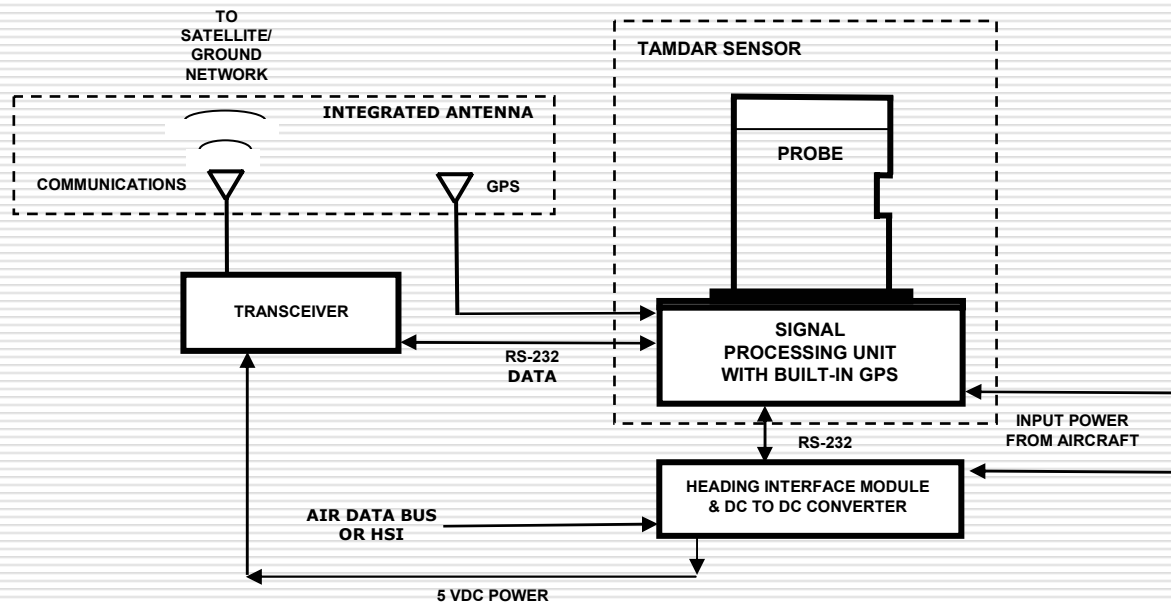 TO
SATELLITE/
GROUND
NETWORK
TAMDAR SENSOR
INTEGRATED ANTENNA
COMMUNICATIONS
GPS
PROBE
TRANSCEIVER
SIGNAL
PROCESSING UNIT
WITH BUILT-IN GPS
RS-232
DATA
INPUT POWER
FROM AIRCRAFT
RS-232
HEADING INTERFACE MODULE
& DC TO DC CONVERTER
AIR DATA BUS
OR HSI
5 VDC POWER